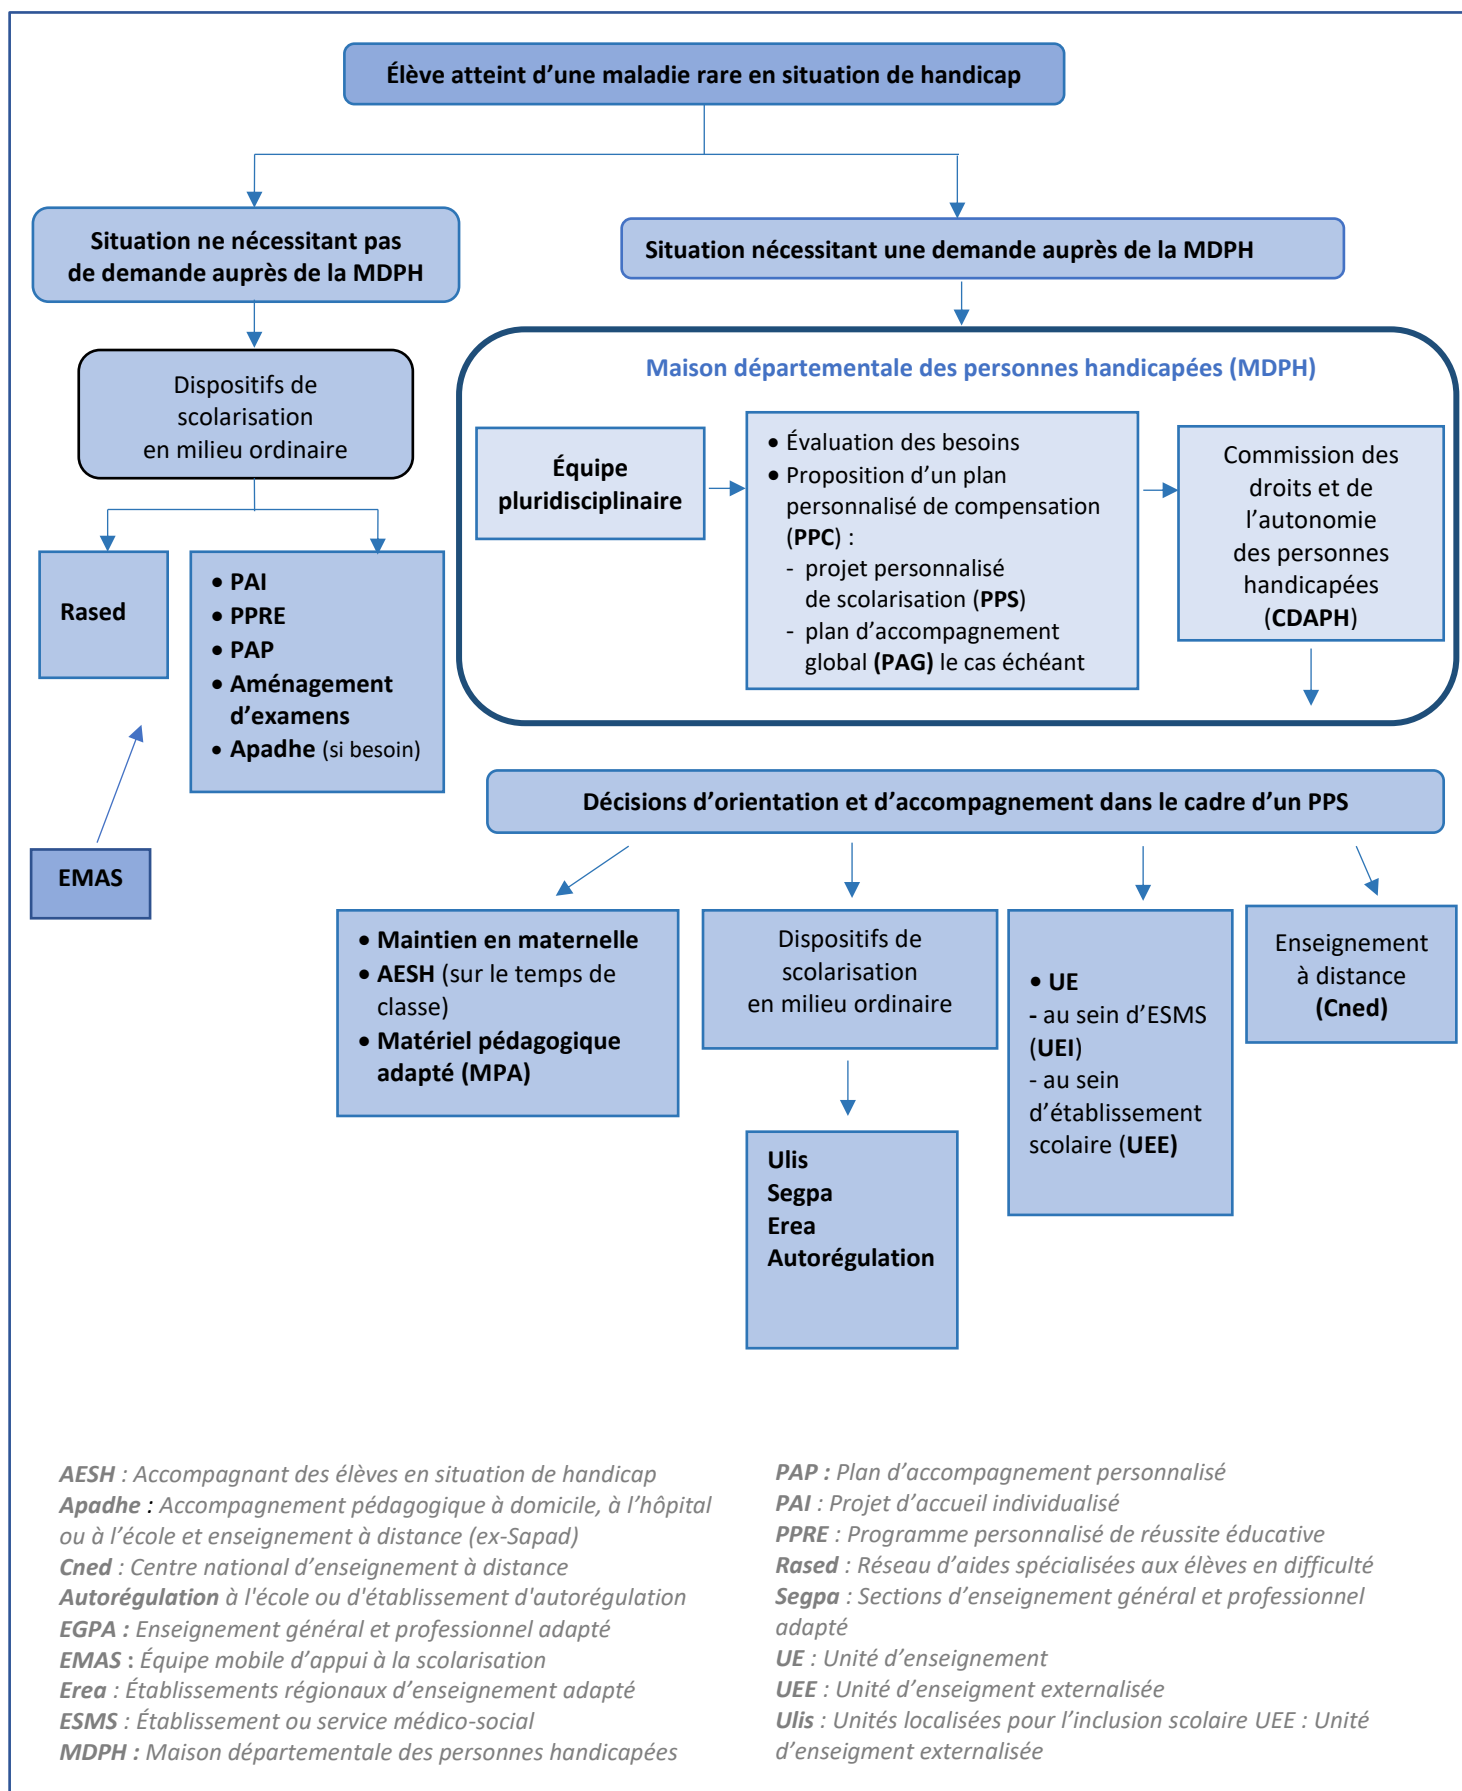 Élève atteint d’une maladie rare en situation de handicap
Situation ne nécessitant pas
de demande auprès de la MDPH
Situation nécessitant une demande auprès de la MDPH
Dispositifs de
scolarisation
en milieu ordinaire
Rased
• PAI
• PPRE
• PAP
• Aménagement
d’examens
• Apadhe (si besoin)
EMAS
Maison départementale des personnes handicapées (MDPH)
Équipe
pluridisciplinaire
• Évaluation des besoins
• Proposition d’un plan
personnalisé de compensation
(PPC) :
- projet personnalisé
de scolarisation (PPS)
- plan d’accompagnement
global (PAG) le cas échéant
Commission des
droits et de
l’autonomie
des personnes
handicapées
(CDAPH)
Décisions d’orientation et d’accompagnement dans le cadre d’un PPS
• Maintien en maternelle
• AESH (sur le temps de
classe)
• Matériel pédagogique
adapté (MPA)
Dispositifs de
scolarisation
en milieu ordinaire
Ulis
Segpa
Erea
Autorégulation
• UE
- au sein d’ESMS
(UEI)
- au sein
d’établissement
scolaire (UEE)
Enseignement
à distance
(Cned)
AESH : Accompagnant des élèves en situation de handicap
Apadhe : Accompagnement pédagogique à domicile, à l’hôpital
ou à l’école et enseignement à distance (ex-Sapad)
Cned : Centre national d’enseignement à distance
Autorégulation à l'école ou d'établissement d'autorégulation
EGPA : Enseignement général et professionnel adapté
EMAS : Équipe mobile d’appui à la scolarisation
Erea : Établissements régionaux d’enseignement adapté
ESMS : Établissement ou service médico-social
MDPH : Maison départementale des personnes handicapées
PAP : Plan d’accompagnement personnalisé
PAI : Projet d’accueil individualisé
PPRE : Programme personnalisé de réussite éducative
Rased : Réseau d’aides spécialisées aux élèves en difficulté
Segpa : Sections d’enseignement général et professionnel
adapté
UE : Unité d’enseignement
UEE : Unité d’enseigment externalisée
Ulis : Unités localisées pour l’inclusion scolaire UEE : Unité
d’enseigment externalisée